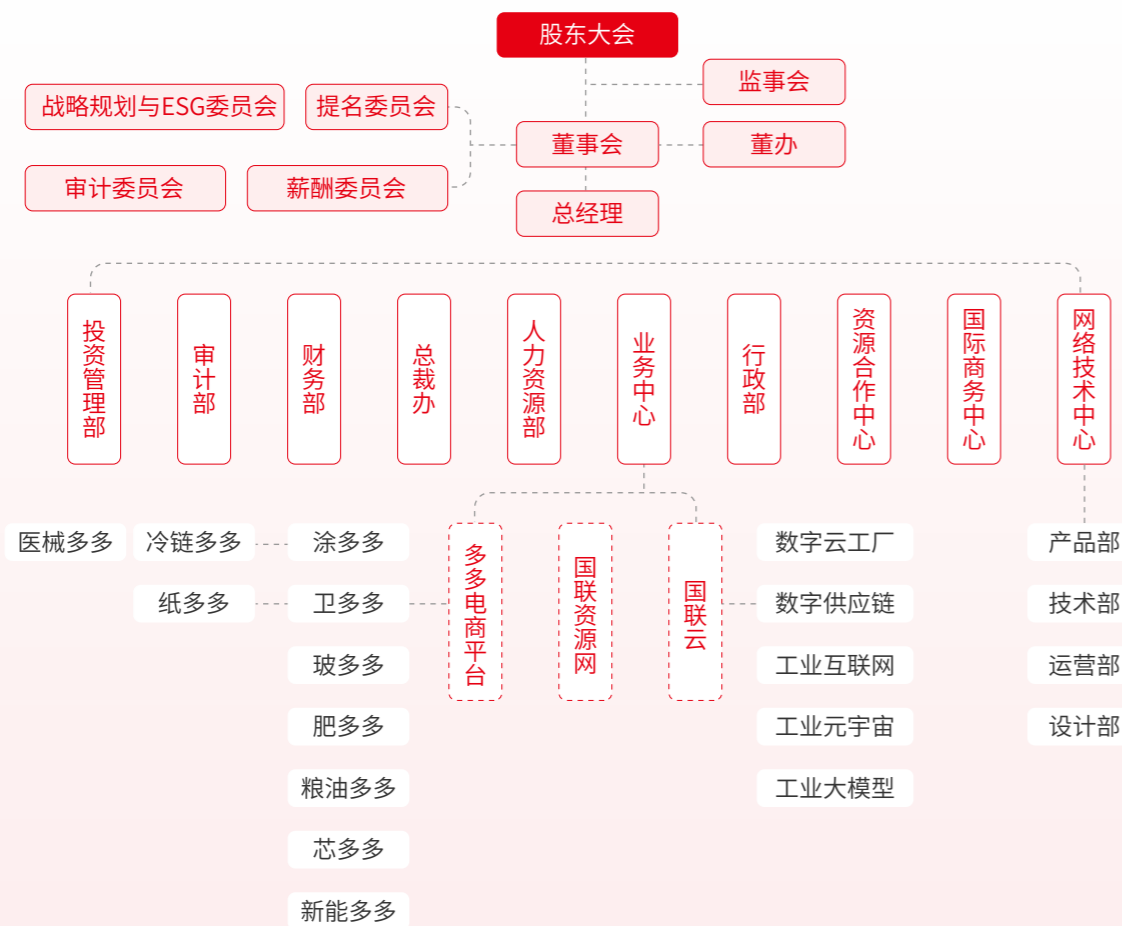 股东大会
监事会
战略规划与ESG委员会
提名委员会
董事会
董办
审计委员会
薪酬委员会
总经理
投资管理部
审计部
财务部
总裁办
人力资源部
业务中心
行政部
资源合作中心
国际商务中心
网络技术中心
医械多多
冷链多多
涂多多
多多电商平台
国联资源网
国联云
数字云工厂
产品部
纸多多
卫多多
数字供应链
技术部
玻多多
工业互联网
运营部
肥多多
工业元宇宙
设计部
粮油多多
工业大模型
芯多多
新能多多